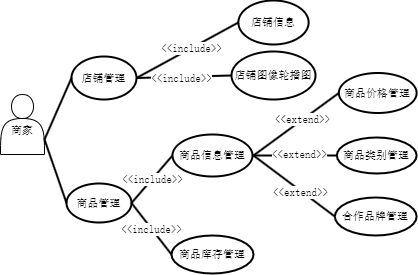 店铺信息
<<include>>
店铺管理
<<include>>
店铺图像轮播图
商品价格管理
<<extend>>
商家
商品信息管理
<<extend>>
商品类别管理
<<include>>
<<extend>>
商品管理
合作品牌管理
<<include>>
商品库存管理